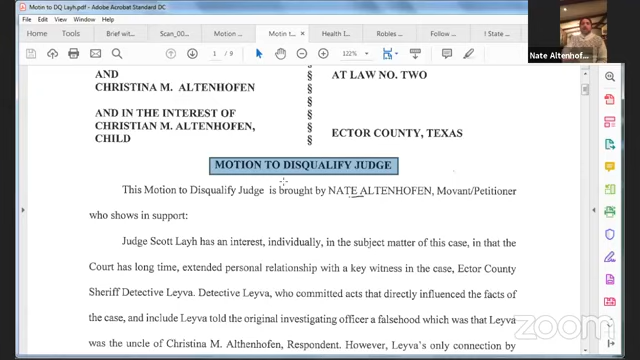 Motin to DQ Layh.pdf - Adobe Acrobat Standard DC
File Edit View Window Help
Home Tools Brief wit... Scan_00... Motion t... Motin t... × Health I... Robles ... ! State ...
1 / 9 122%
AND
CHRISTINA M. ALTENHOFEN
AND IN THE INTEREST OF
CHRISTIAN M. ALTENHOFEN,
CHILD
§
§
§
§
§
§
AT LAW NO. TWO
ECTOR COUNTY, TEXAS
MOTION TO DISQUALIFY JUDGE
This Motion to Disqualify Judge is brought by NATE ALTENHOFEN, Movant/Petitioner
who shows in support:
Judge Scott Layh has an interest, individually, in the subject matter of this case, in that the
Court has long time, extended personal relationship with a key witness in the case, Ector County
Sheriff Detective Leyva. Detective Leyva, who committed acts that directly influenced the facts of
the case, and include Leyva told the original investigating officer a falsehood which was that Leyva
was the uncle of Christina M. Althenhofen, Respondent. However, Leyva's only connection by
Nate Altenhof...
zoom